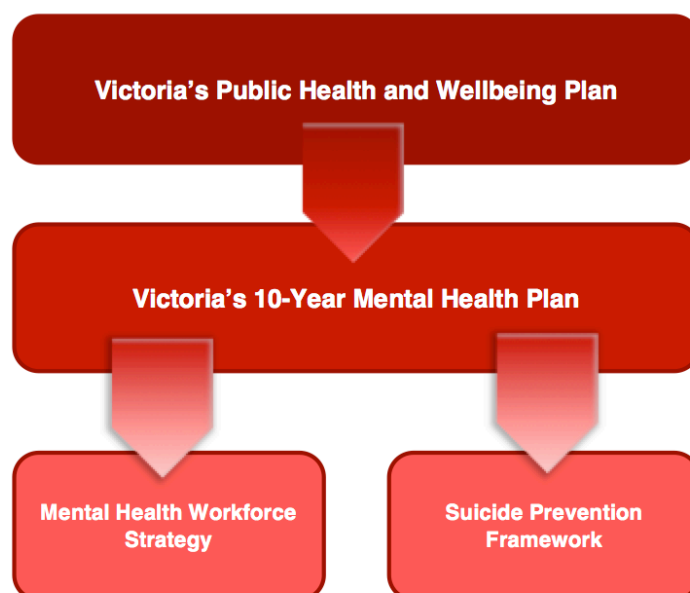 Victoria’s Public Health and Wellbeing Plan
Victoria’s 10-Year Mental Health Plan
Mental Health Workforce
Strategy
Suicide Prevention
Framework